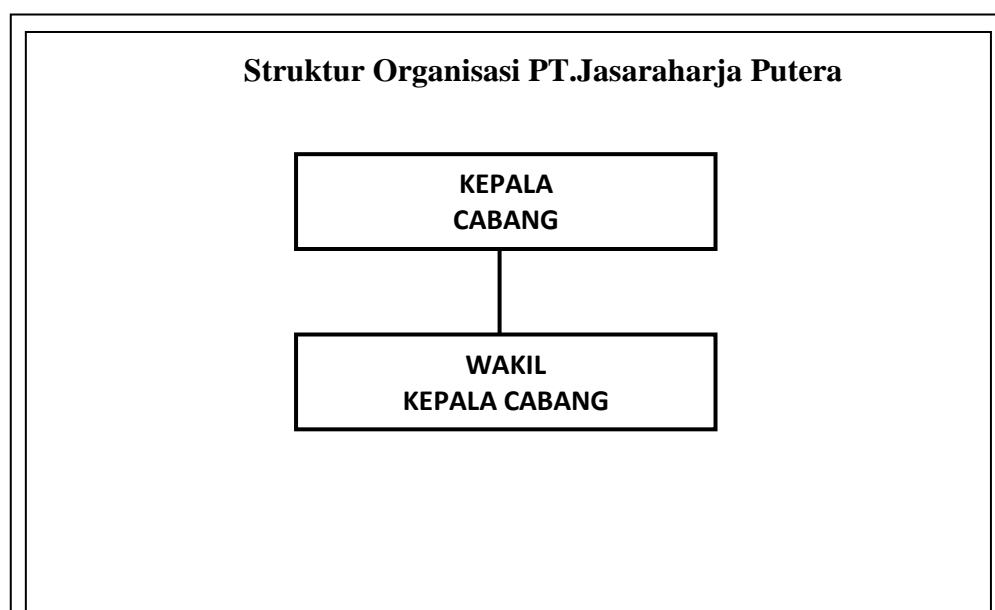 Struktur Organisasi PT.Jasaraharja Putera
KEPALA
CABANG
WAKIL
KEPALA CABANG